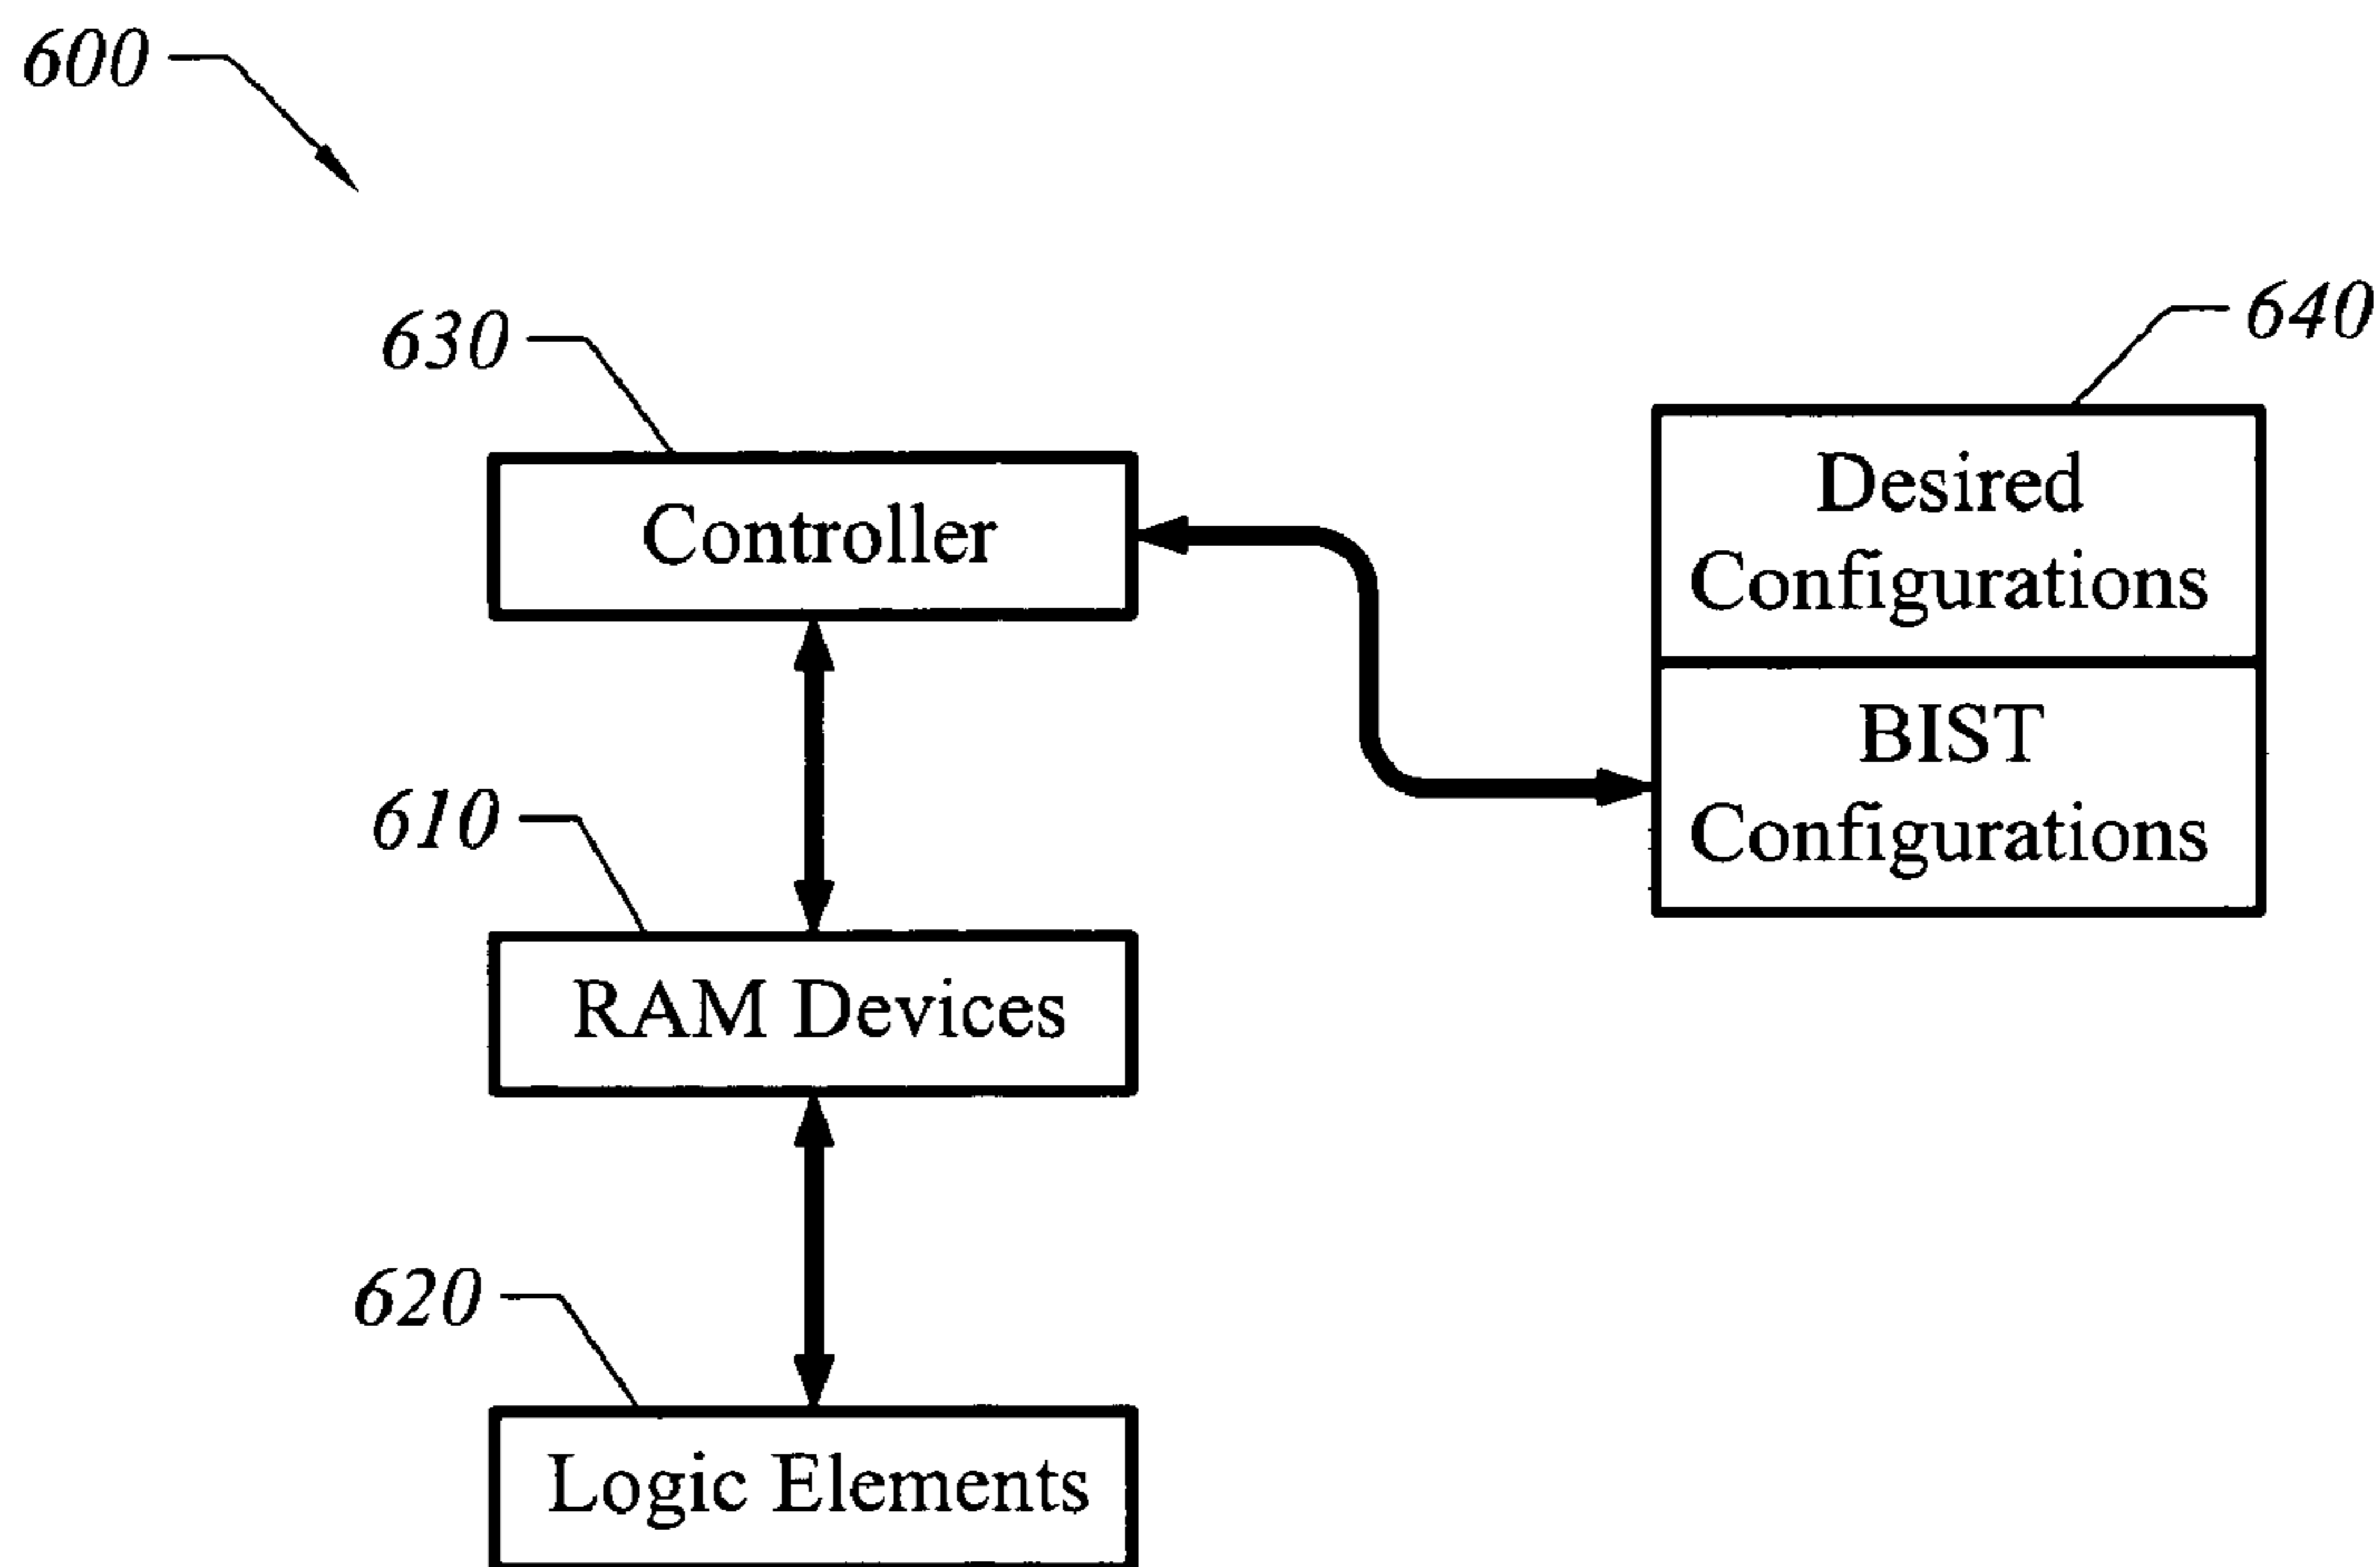 600
630
640
Desired
Configurations
Controller
BIST
Configurations
610
RAM Devices
620
Logic Elements